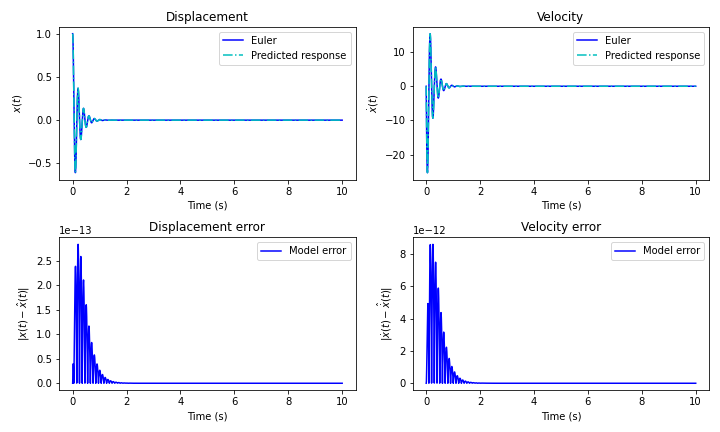 Displacement
1.0
0.5
0.0
−0.5
x(t)
0 2 4 6 8 10
Time (s)
Euler
Predicted response
Velocity
10
0
−10
−20
ẋ(t)
0 2 4 6 8 10
Time (s)
Euler
Predicted response
Displacement error
1e−13
2.5
2.0
1.5
1.0
0.5
0.0
|x(t) − x̂(t)|
0 2 4 6 8 10
Time (s)
Model error
Velocity error
1e−12
8
6
4
2
0
|ẋ(t) − ẋ̂(t)|
0 2 4 6 8 10
Time (s)
Model error